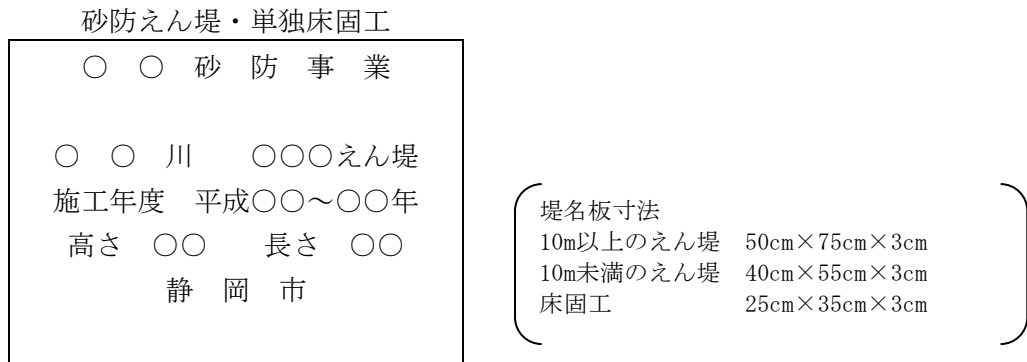 砂防えん堤・単独床固工
○ ○ 砂 防 事 業
○ ○ 川 ○○○えん堤
施工年度 平成○○～○○年
高さ ○○ 長さ ○○
静 岡 市
堤名板寸法
10m以上のえん堤 50cm×75cm×3cm
10m未満のえん堤 40cm×55cm×3cm
床固工 25cm×35cm×3cm